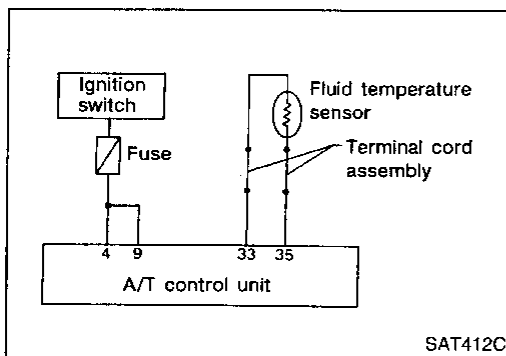 Ignition
switch
Fuse
Fluid temperature
sensor
Terminal cord
assembly
4 9 33 35
A/T control unit
SAT412C